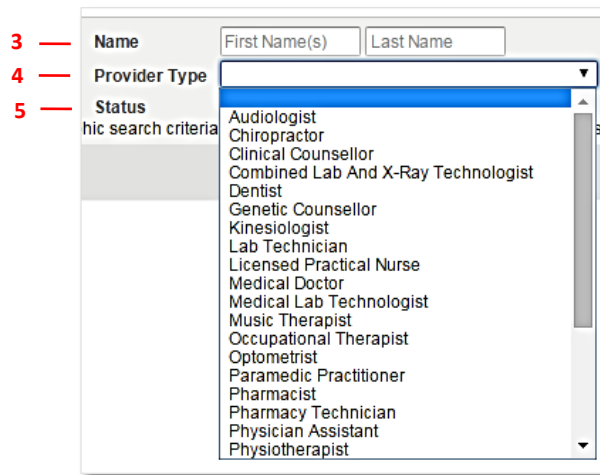 3 Name First Name(s) Last Name
4 Provider Type
5 Status
Audiologist
hic search criteria
Chiropractor
Clinical Counsellor
Combined Lab And X-Ray Technologist
Dentist
Genetic Counsellor
Kinesiologist
Lab Technician
Licensed Practical Nurse
Medical Doctor
Medical Lab Technologist
Music Therapist
Occupational Therapist
Optometrist
Paramedic Practitioner
Pharmacist
Pharmacy Technician
Physician Assistant
Physiotherapist